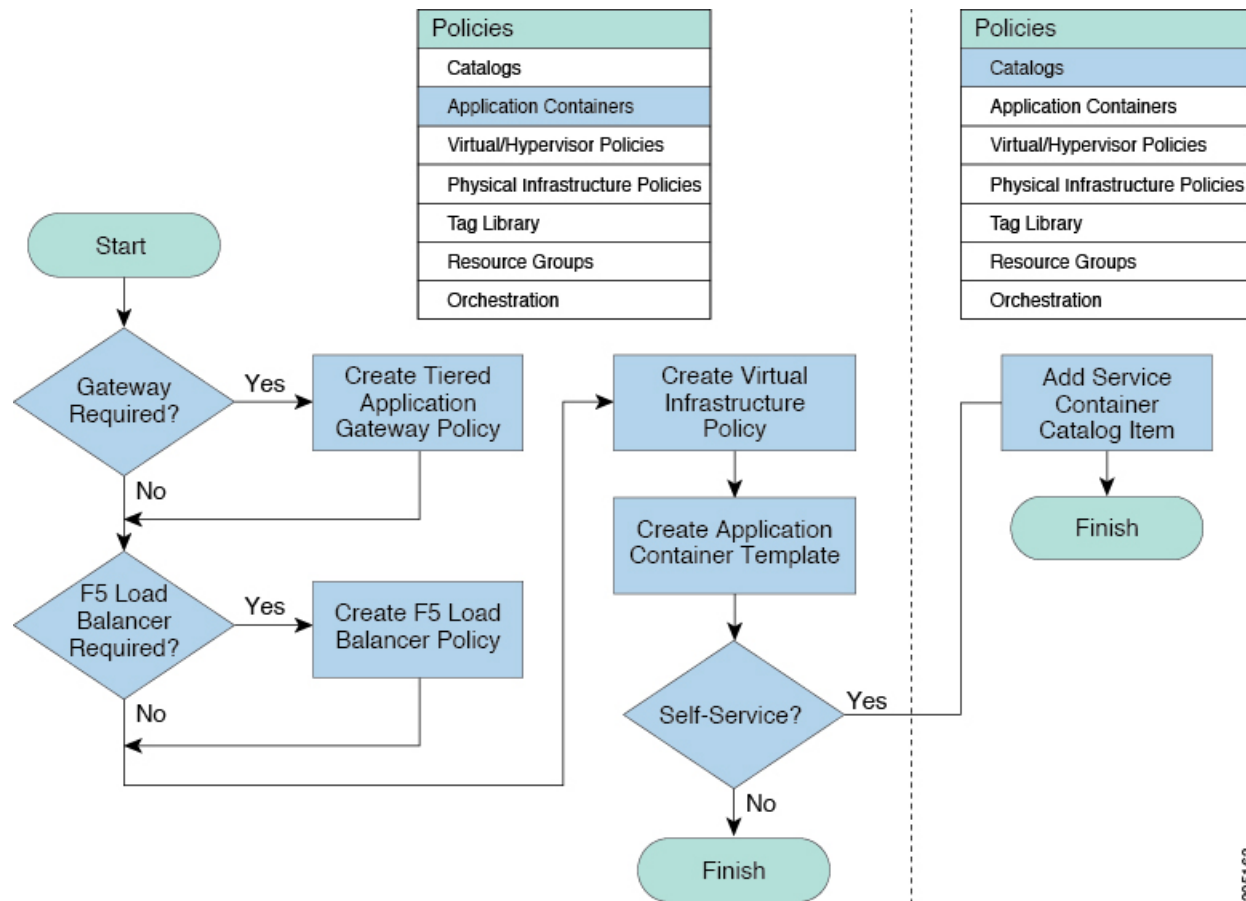 Policies
Catalogs
Application Containers
Virtual/Hypervisor Policies
Physical Infrastructure Policies
Tag Library
Resource Groups
Orchestration
Policies
Catalogs
Application Containers
Virtual/Hypervisor Policies
Physical Infrastructure Policies
Tag Library
Resource Groups
Orchestration
Start
Gateway
Required?
Yes
No
Create Tiered
Application
Gateway Policy
F5 Load
Balancer
Required?
Yes
No
Create F5 Load
Balancer Policy
Create Virtual
Infrastructure
Policy
Create Application
Container Template
Self-Service?
Yes
No
Finish
Add Service
Container
Catalog Item
Finish